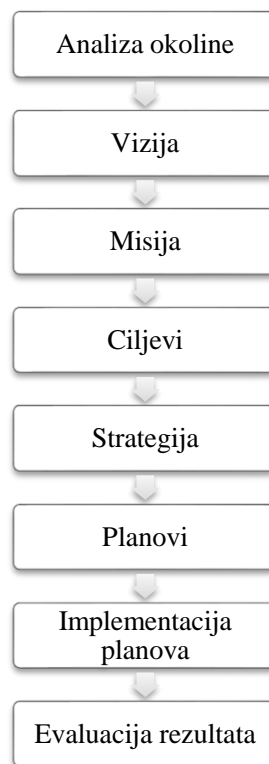 Analiza okoline
Vizija
Misija
Ciljevi
Strategija
Planovi
Implementacija
planova
Evaluacija rezultata